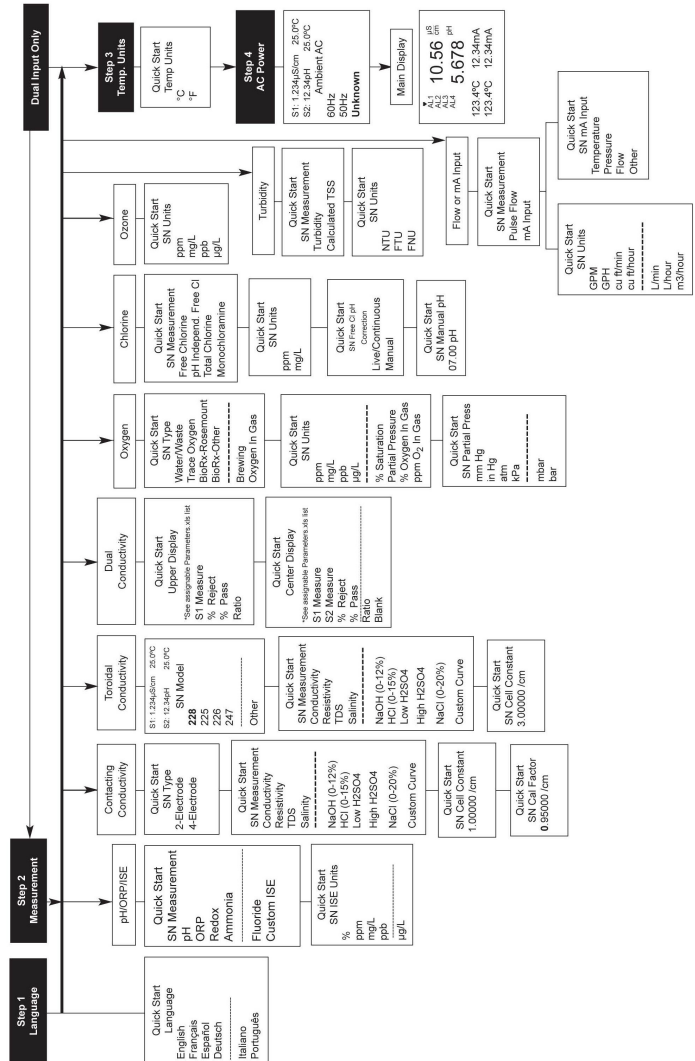 Step 1
Language
Quick Start
Language
English
Français
Español
Deutsch
Italiano
Português
Step 2
Measurement
Dual Input Only
pH/ORP/ISE
Quick Start
SN Measurement
pH
ORP
Redox
Ammonia
Fluoride
Custom ISE
Quick Start
SN ISE Units
%
ppm
mg/L
ppb
µg/L
Contacting
Conductivity
Quick Start
SN Type
2-Electrode
4-Electrode
Quick Start
SN Measurement
Conductivity
Resistivity
TDS
Salinity
NaOH (0-12%)
HCl (0-15%)
Low H2SO4
High H2SO4
NaCl (0-20%)
Custom Curve
Quick Start
SN Cell Constant
1.00000 /cm
Quick Start
SN Cal Factor
0.95000 /cm
Toroidal
Conductivity
S1: 1.234µS/cm 25.0ºC
S2: 12.34pH 25.0ºC
SN Model
228
225
226
247
Other
Quick Start
SN Measurement
Conductivity
Resistivity
TDS
Salinity
NaOH (0-12%)
HCl (0-15%)
Low H2SO4
High H2SO4
NaCl (0-20%)
Custom Curve
Quick Start
SN Cell Constant
3.00000 /cm
Dual
Conductivity
Quick Start
Upper Display
*See assignable Parameters.xls list
S1 Measure
% Reject
% Pass
Ratio
Quick Start
Center Display
*See assignable Parameters.xls list
S1 Measure
S2 Measure
% Reject
% Pass
Ratio
Blank
Oxygen
Quick Start
SN Type
Water/Waste
Trace Oxygen
BioRx-Rosemount
BioRx-Other
Brewing
Oxygen In Gas
Quick Start
SN Units
ppm
mg/L
ppb
µg/L
% Saturation
Partial Pressure
% Oxygen In Gas
ppm O2 In Gas
Quick Start
SN Partial Press
mm Hg
in Hg
atm
kPa
mbar
bar
Chlorine
Quick Start
SN Measurement
Free Chlorine
pH Independ. Free Cl
Total Chlorine
Monochloramine
Quick Start
SN Units
ppm
mg/L
Quick Start
SN Free Cl pH
Correction
Live/Continuous
Manual
Quick Start
SN Manual pH
07.00 pH
Ozone
Quick Start
SN Units
ppm
mg/L
ppb
µg/L
Turbidity
Quick Start
SN Measurement
Turbidity
Calculated TSS
Quick Start
SN Units
NTU
FTU
FNU
Flow or mA Input
Quick Start
SN Measurement
Pulse Flow
mA Input
Quick Start
SN Units
GPM
GPH
cu ft/min
cu ft/hour
L/min
L/hour
m3/hour
Quick Start
SN mA Input
Temperature
Pressure
Flow
Other
Step 3
Temp. Units
Quick Start
Temp Units
°C
°F
Step 4
AC Power
S1: 1.234µS/cm 25.0ºC
S2: 12.34pH 25.0ºC
Ambient AC
60Hz
50Hz
Unknown
Main Display
AL1
AL2
AL3
AL4
10.56 µS
cm
5.678 pH
123.4ºC 12.34mA
123.4ºC 12.34mA